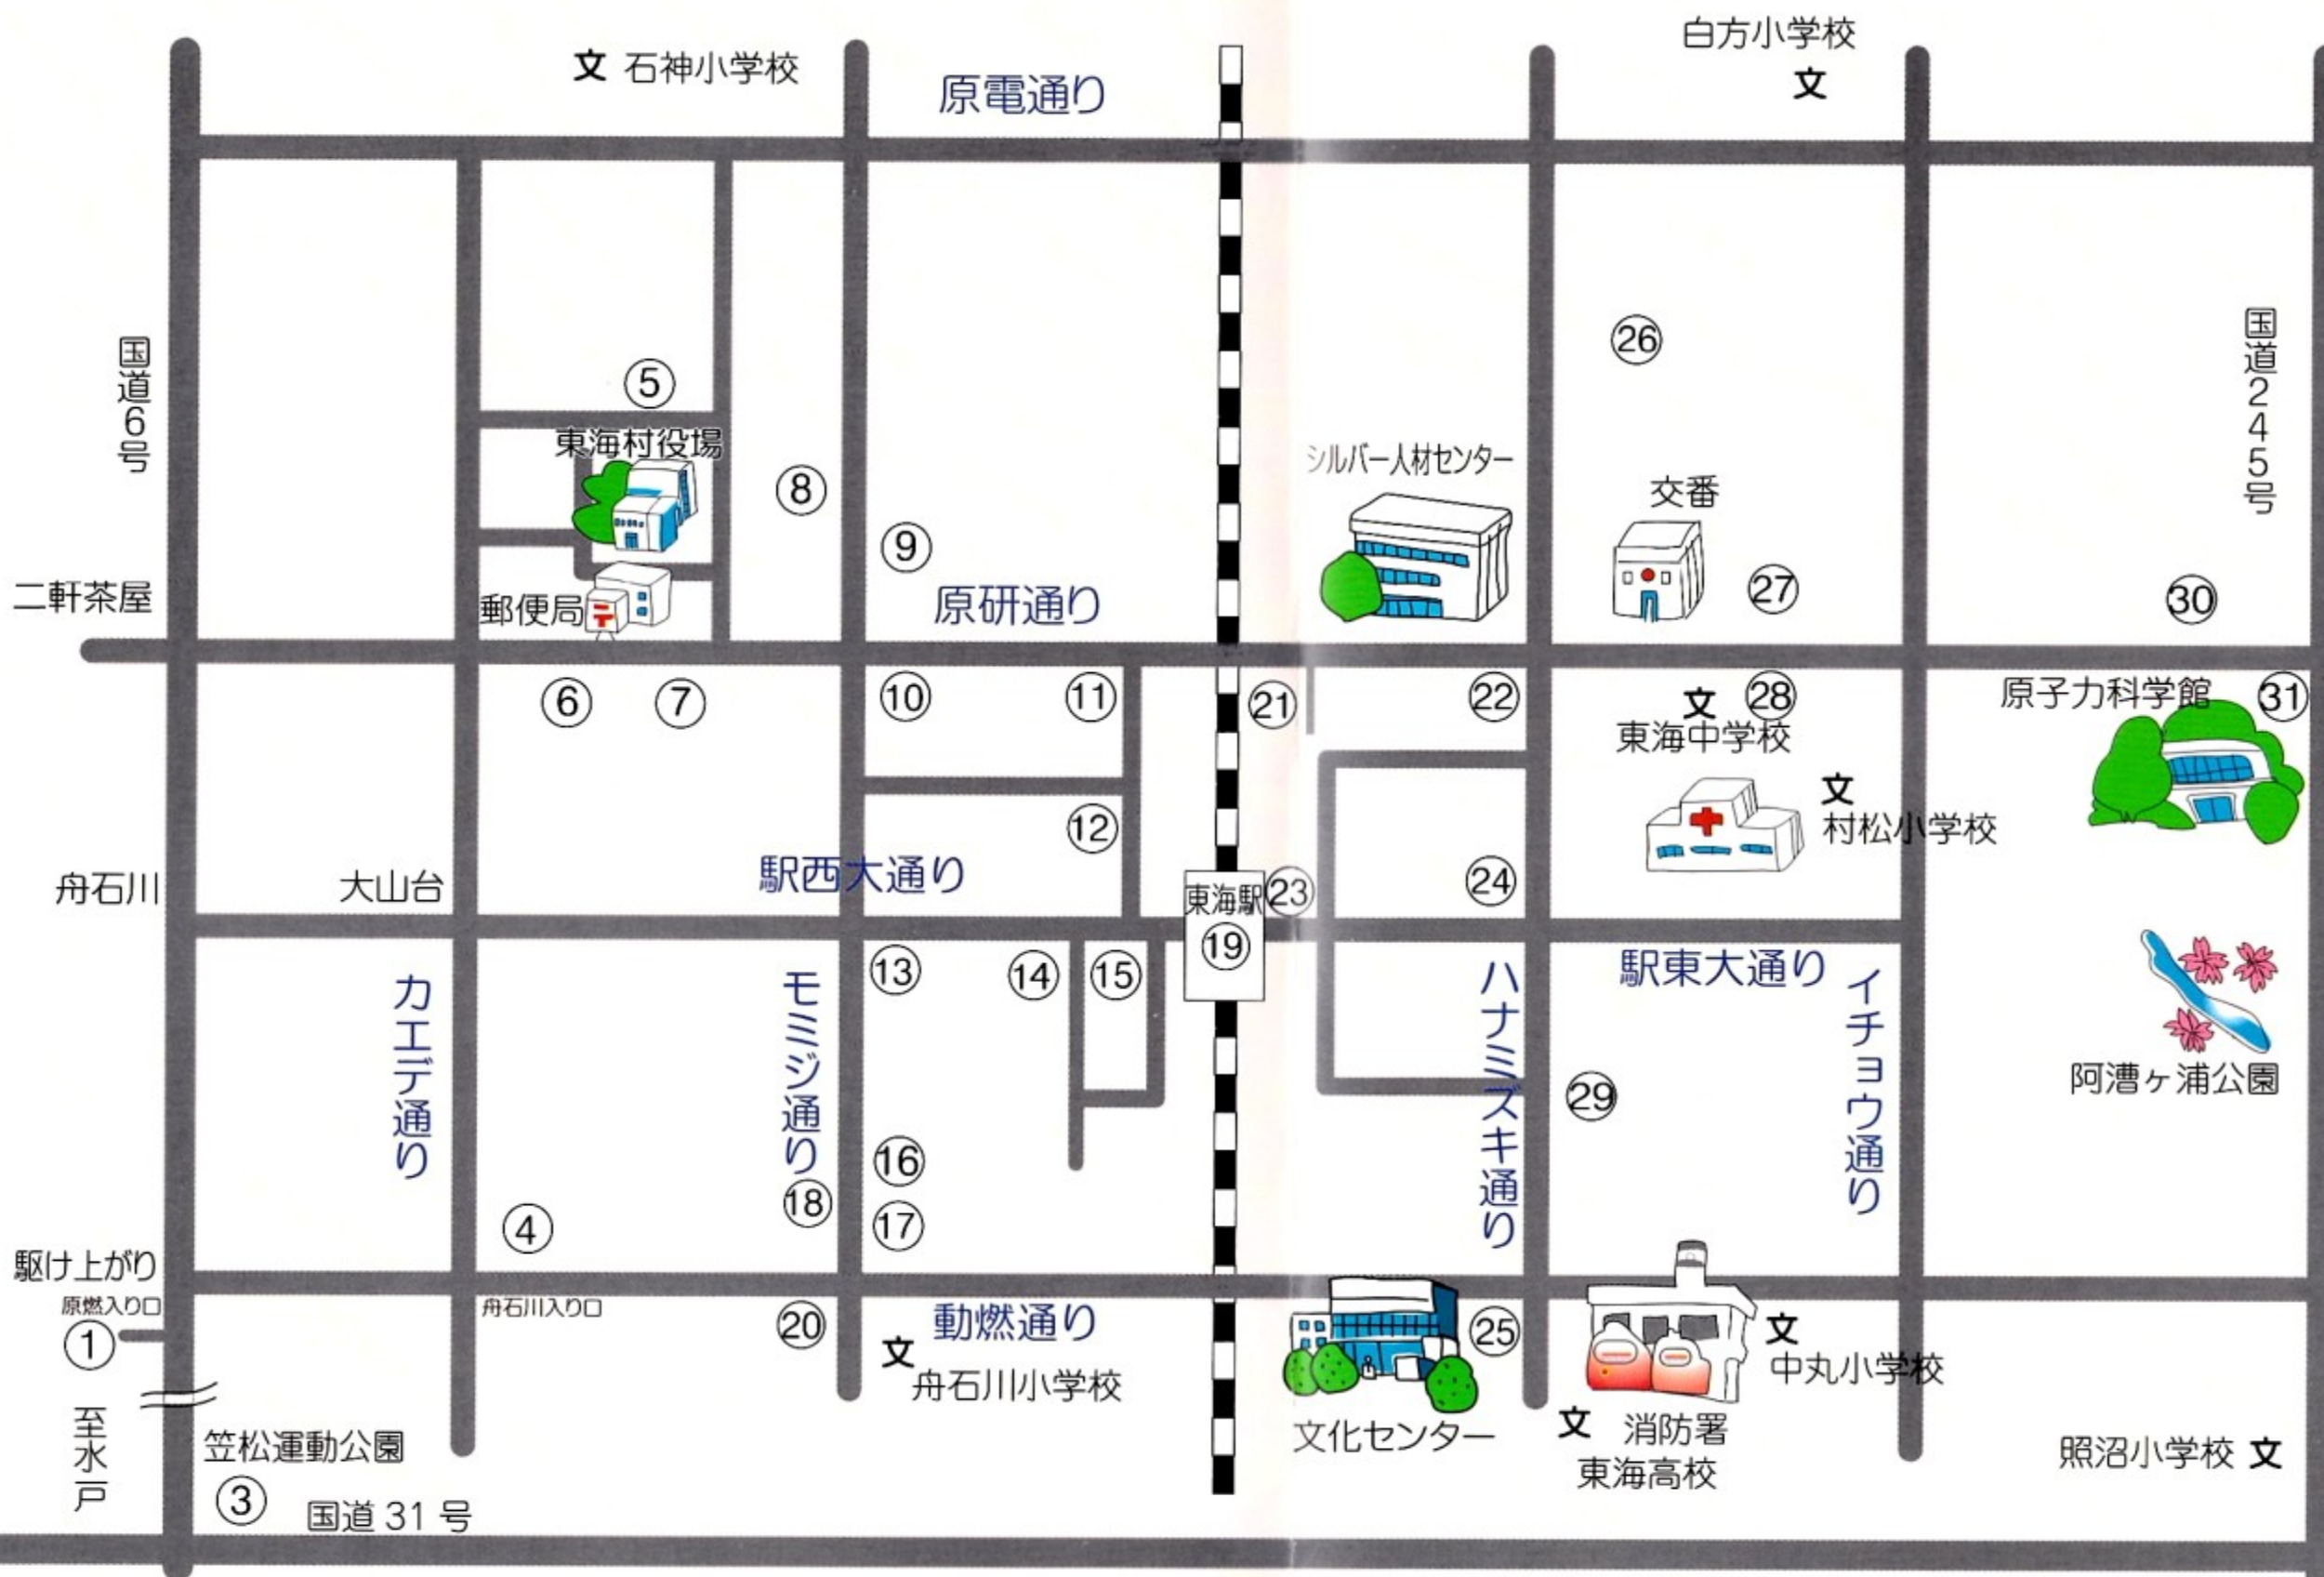 白方小学校
文
文 石神小学校
原電通り
国道6号
国道245号
㉖
⑤
東海村役場
シルバー人材センター
⑧
交番
⑨
二軒茶屋
郵便局
〒
原研通り
㉗
㉚
⑥
⑦
⑩
⑪
㉑
㉒
文
㉘
東海中学校
原子力科学館
㉛
文
村松小学校
⑫
舟石川
大山台
駅西大通り
東海駅
㉓
㉔
⑲
⑬
⑭
⑮
駅東大通り
カエデ通り
モミジ通り
ハナミズキ通り
イチョウ通り
阿漕ヶ浦公園
㉙
⑯
⑱
⑰
④
駆け上がり
原燃入り口
舟石川入り口
①
⑳
動燃通り
㉕
文
舟石川小学校
文
中丸小学校
至水戸
文化センター
文
消防署
東海高校
笠松運動公園
照沼小学校 文
③
国道31号